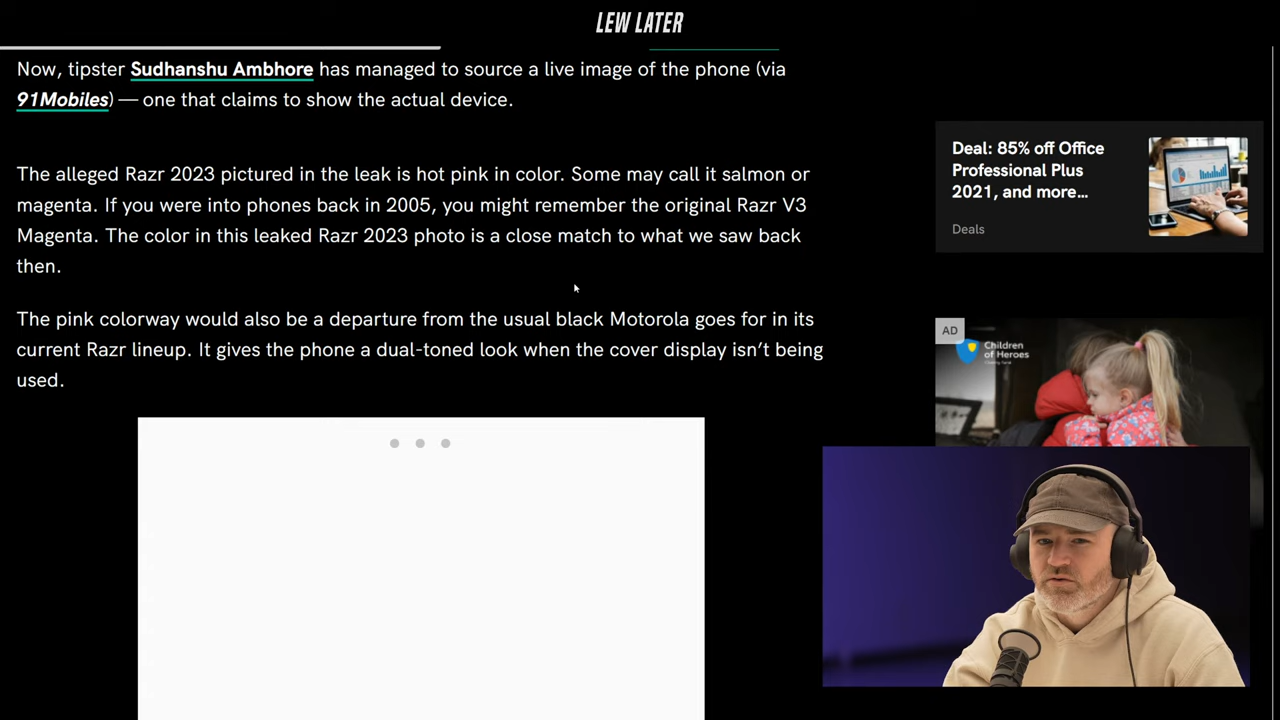 LEW LATER
Now, tipster Sudhanshu Ambhore has managed to source a live image of the phone (via
91Mobiles) — one that claims to show the actual device.
The alleged Razr 2023 pictured in the leak is hot pink in color. Some may call it salmon or
magenta. If you were into phones back in 2005, you might remember the original Razr V3
Magenta. The color in this leaked Razr 2023 photo is a close match to what we saw back
then.
The pink colorway would also be a departure from the usual black Motorola goes for in its
current Razr lineup. It gives the phone a dual-toned look when the cover display isn’t being
used.
Deal: 85% off Office
Professional Plus
2021, and more...
Deals
AD
Children
of Heroes